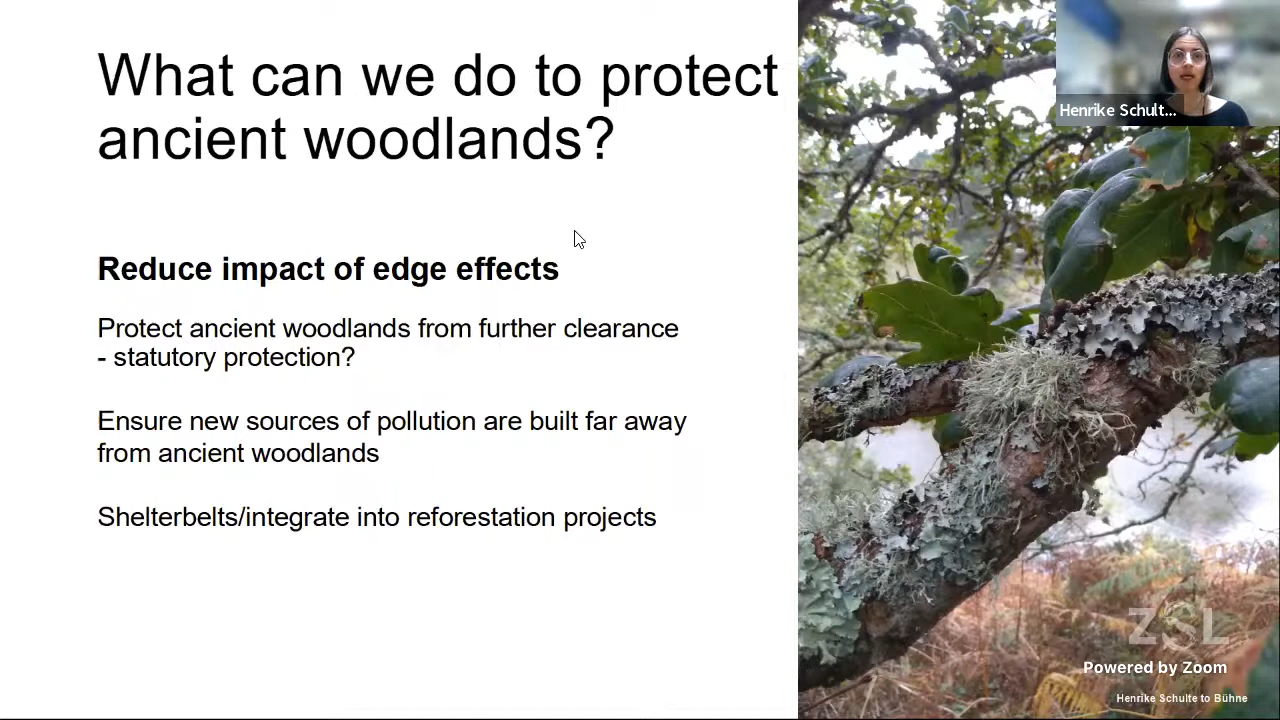 What can we do to protect
ancient woodlands?
Reduce impact of edge effects
Protect ancient woodlands from further clearance
- statutory protection?
Ensure new sources of pollution are built far away
from ancient woodlands
Shelterbelts/integrate into reforestation projects
Henrike Schult...
ZSL
Powered by Zoom
Henrike Schulte to Bühne